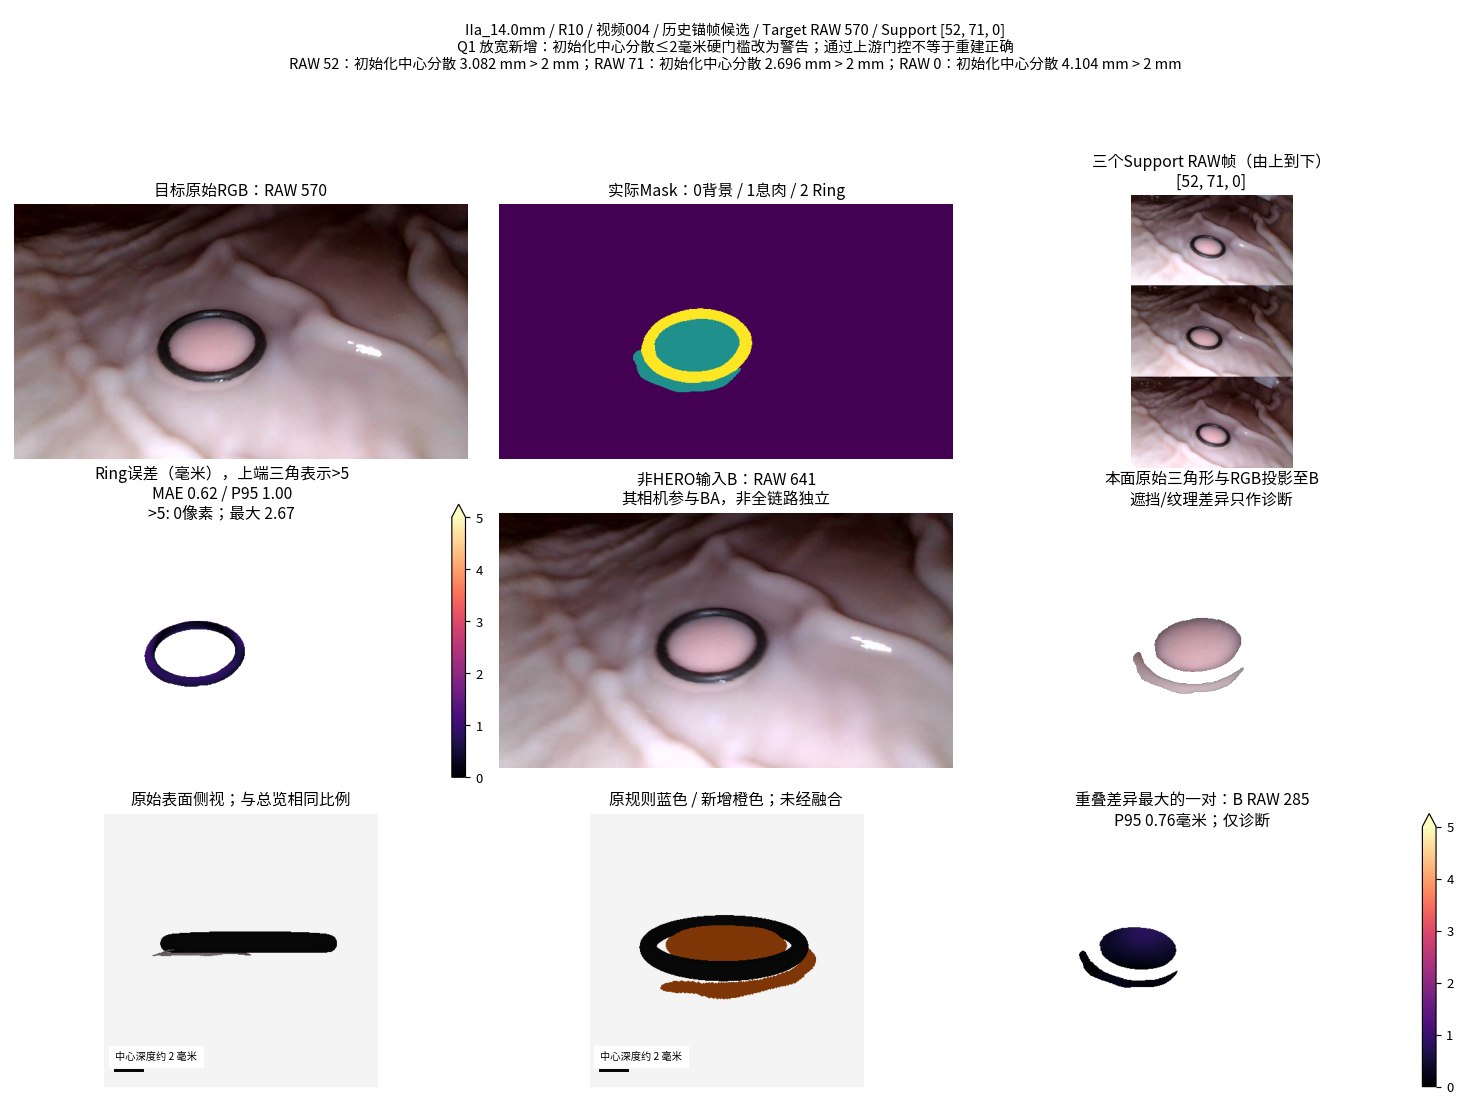 IIa_14.0mm / R10 / 视频004 / 历史锚帧候选 / Target RAW 570 / Support [52, 71, 0]
Q1 放宽新增：初始化中心分散≤2毫米硬门槛改为警告；通过上游门控不等于重建正确
RAW 52：初始化中心分散 3.082 mm > 2 mm；RAW 71：初始化中心分散 2.696 mm > 2 mm；RAW 0：初始化中心分散 4.104 mm > 2 mm
目标原始RGB：RAW 570
实际Mask：0背景 / 1息肉 / 2 Ring
三个Support RAW帧（由上到下）
[52, 71, 0]
Ring误差（毫米），上端三角表示>5
MAE 0.62 / P95 1.00
>5: 0像素；最大 2.67
5
4
3
2
1
0
非HERO输入B：RAW 641
其相机参与BA，非全链路独立
本面原始三角形与RGB投影至B
遮挡/纹理差异只作诊断
原始表面侧视；与总览相同比例
中心深度约 2 毫米
原规则蓝色 / 新增橙色；未经融合
中心深度约 2 毫米
重叠差异最大的一对：B RAW 285
P95 0.76毫米；仅诊断
5
4
3
2
1
0